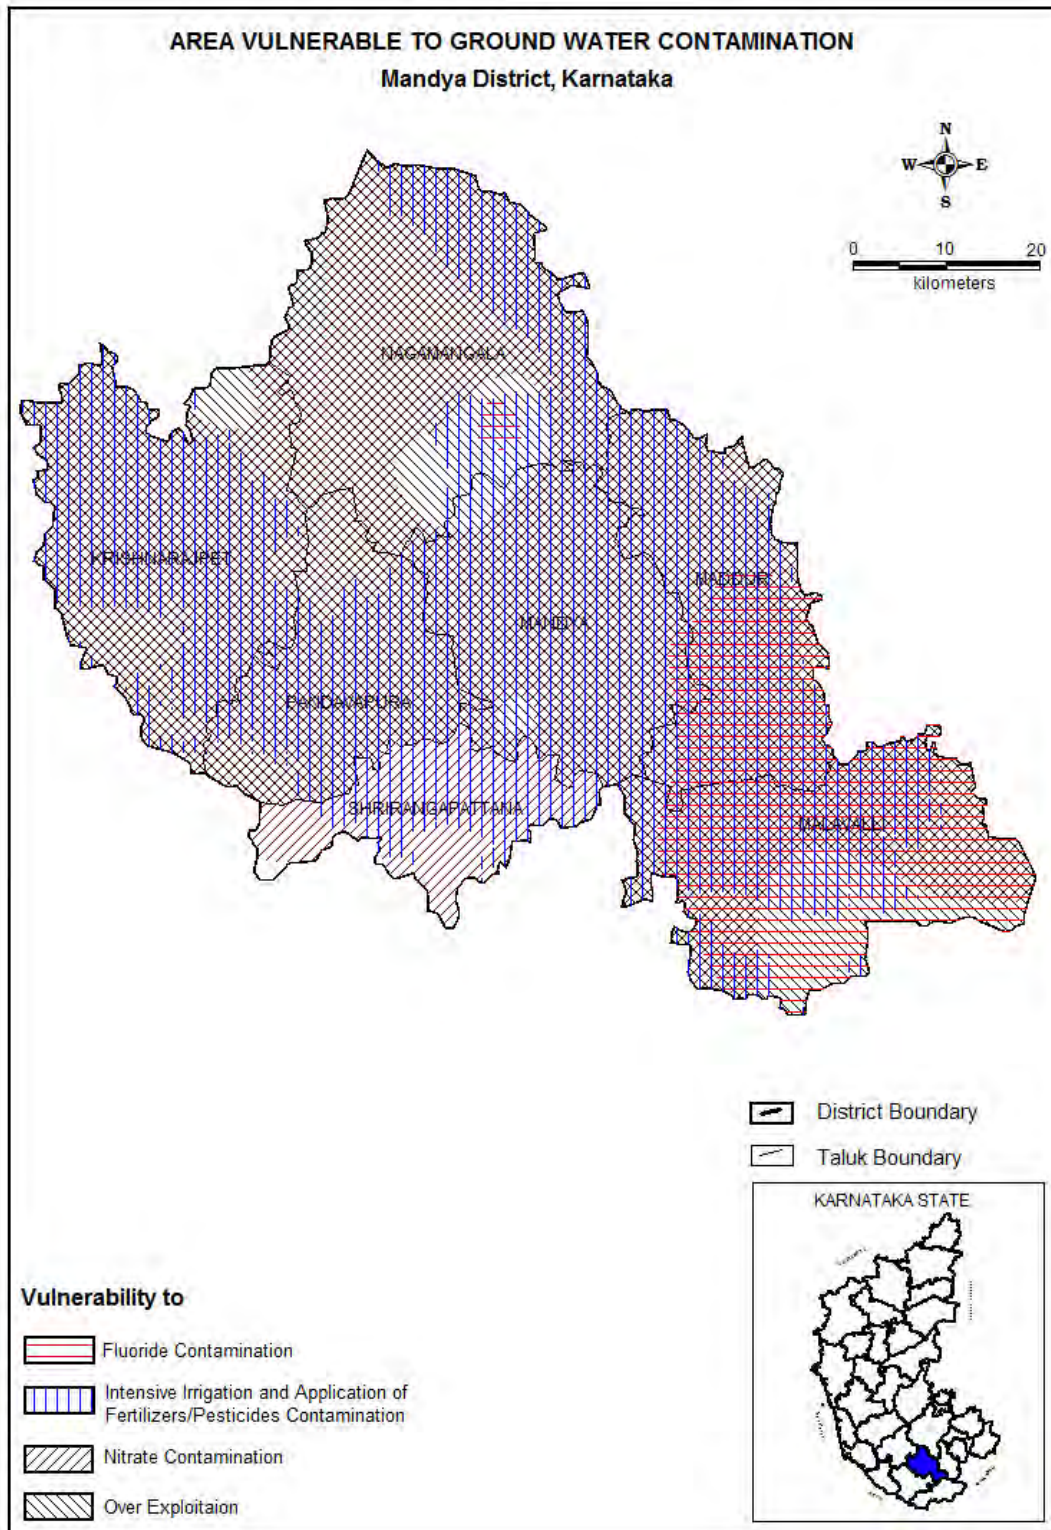 AREA VULNERABLE TO GROUND WATER CONTAMINATION
Mandya District, Karnataka
N
W E
S
0 10 20
kilometers
NAGAMANGALA
KRISHNARAJPET
MADDUR
MANDYA
PANDAVAPURA
SHRIRANGAPATTANA
MALAVALLI
District Boundary
Taluk Boundary
KARNATAKA STATE
Vulnerability to
Fluoride Contamination
Intensive Irrigation and Application of
Fertilizers/Pesticides Contamination
Nitrate Contamination
Over Exploitaion